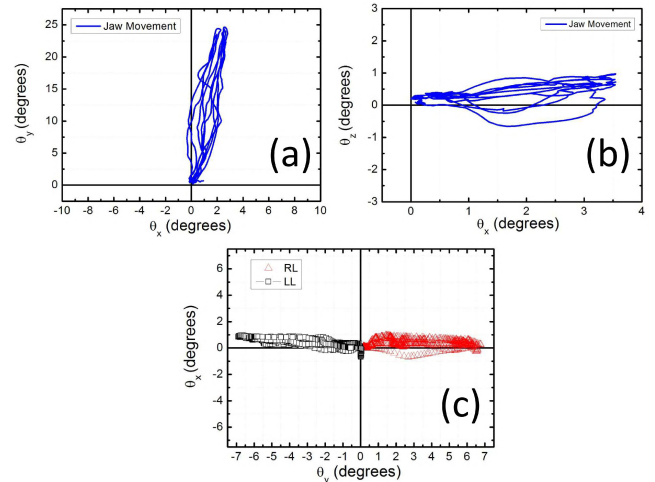 Jaw Movement
25
20
15
10
5
0
θy (degrees)
-10 -8 -6 -4 -2 0 2 4 6 8 10
θx (degrees)
(a)
Jaw Movement
3
2
1
0
-1
-2
-3
θz (degrees)
0 1 2 3 4
θx (degrees)
(b)
RL
LL
6
4
2
0
-2
-4
-6
θx (degrees)
-7 -6 -5 -4 -3 -2 -1 0 1 2 3 4 5 6 7
θy (degrees)
(c)